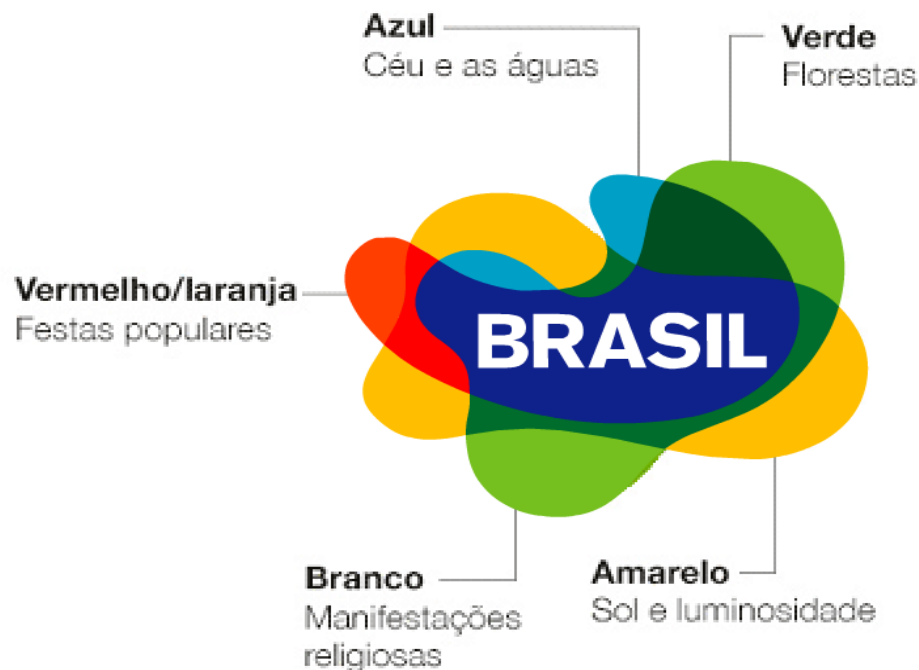 Azul
Céu e as águas
Verde
Florestas
Vermelho/laranja
Festas populares
BRASIL
Branco
Manifestações
religiosas
Amarelo
Sol e luminosidade